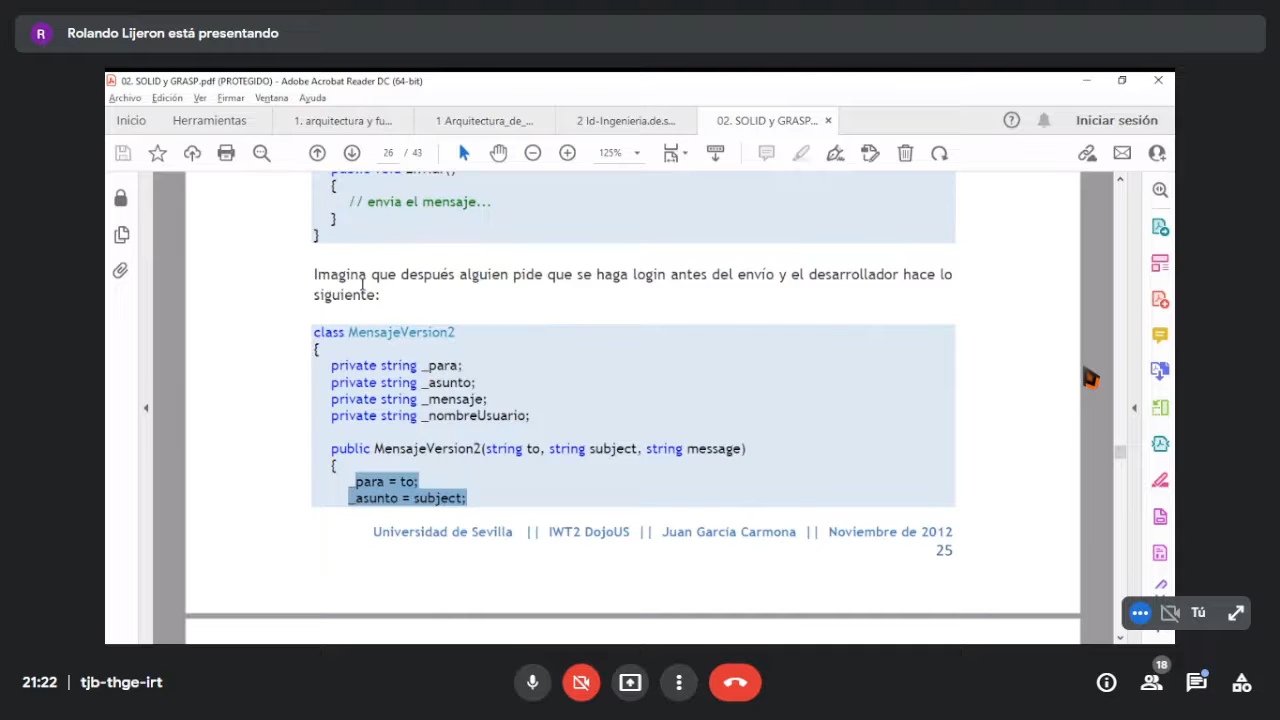 R Rolando Lijeron está presentando
02. SOLID y GRASP.pdf (PROTEGIDO) - Adobe Acrobat Reader DC (64-bit)
Archivo Edición Ver Firmar Ventana Ayuda
Inicio Herramientas 1. arquitectura y fu... 1 Arquitectura_de_... 2 Id-Ingenieria.de.s... 02. SOLID y GRASP... Iniciar sesión
26 / 43 125%
{
// envia el mensaje...
}
}
Imagina que después alguien pide que se haga login antes del envío y el desarrollador hace lo
siguiente:
class MensajeVersion2
{
private string _para;
private string _asunto;
private string _mensaje;
private string _nombreUsuario;
public MensajeVersion2(string to, string subject, string message)
{
_para = to;
_asunto = subject;
Universidad de Sevilla || IWT2 DojoUS || Juan García Carmona || Noviembre de 2012
25
Tú
21:22 | tjb-thge-irt
18